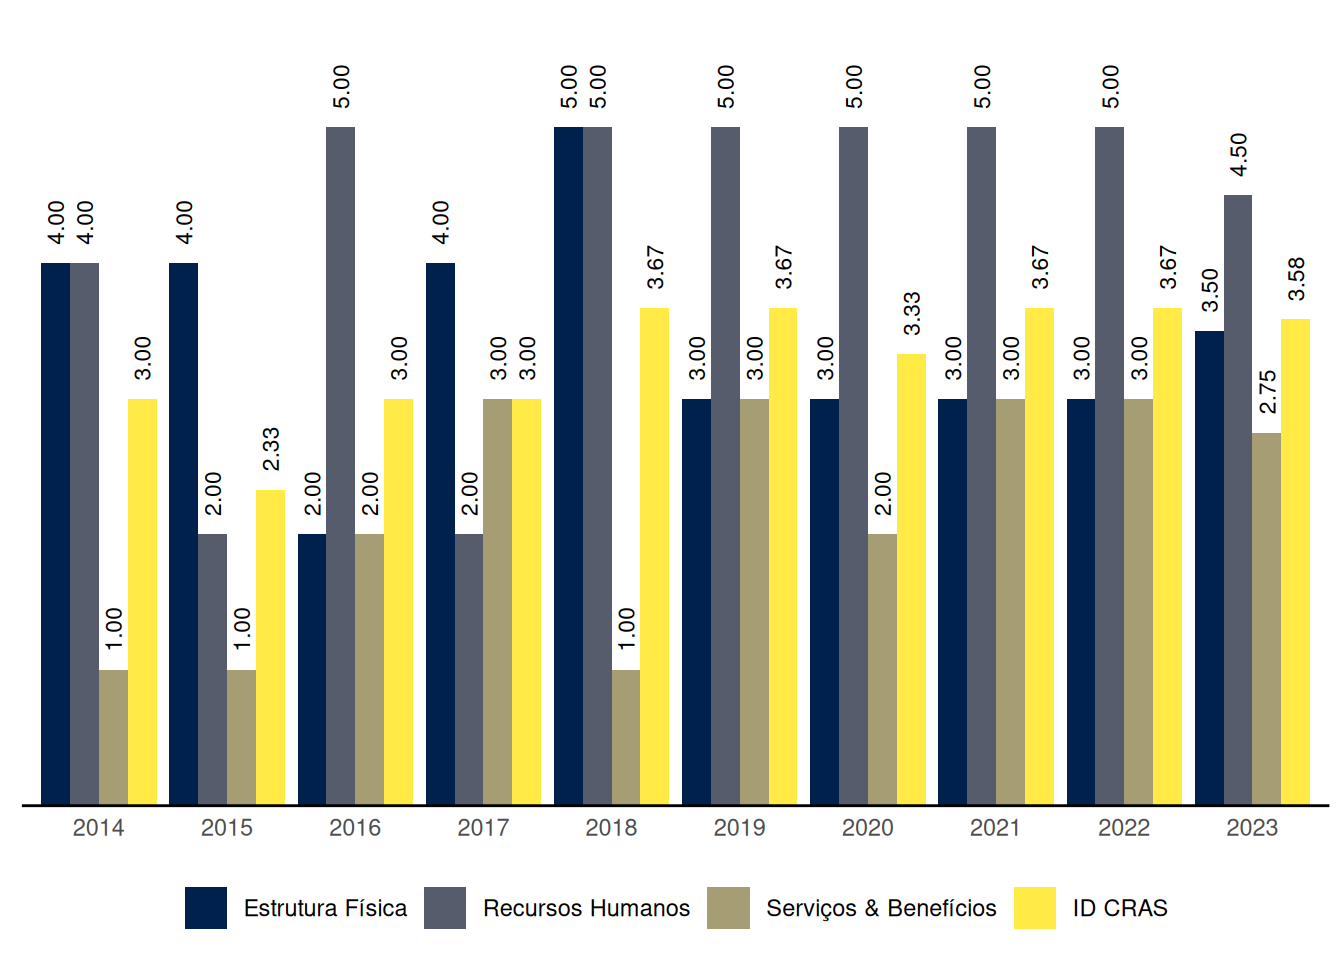 4.00 4.00 1.00 3.00
4.00 2.00 1.00 2.33
2.00 5.00 2.00 3.00
4.00 2.00 3.00 3.00
5.00 5.00 1.00 3.67
3.00 5.00 3.00 3.67
3.00 5.00 2.00 3.33
3.00 5.00 3.00 3.67
3.00 5.00 3.00 3.67
3.50 4.50 2.75 3.58
2014 2015 2016 2017 2018 2019 2020 2021 2022 2023
Estrutura Física Recursos Humanos Serviços & Benefícios ID CRAS